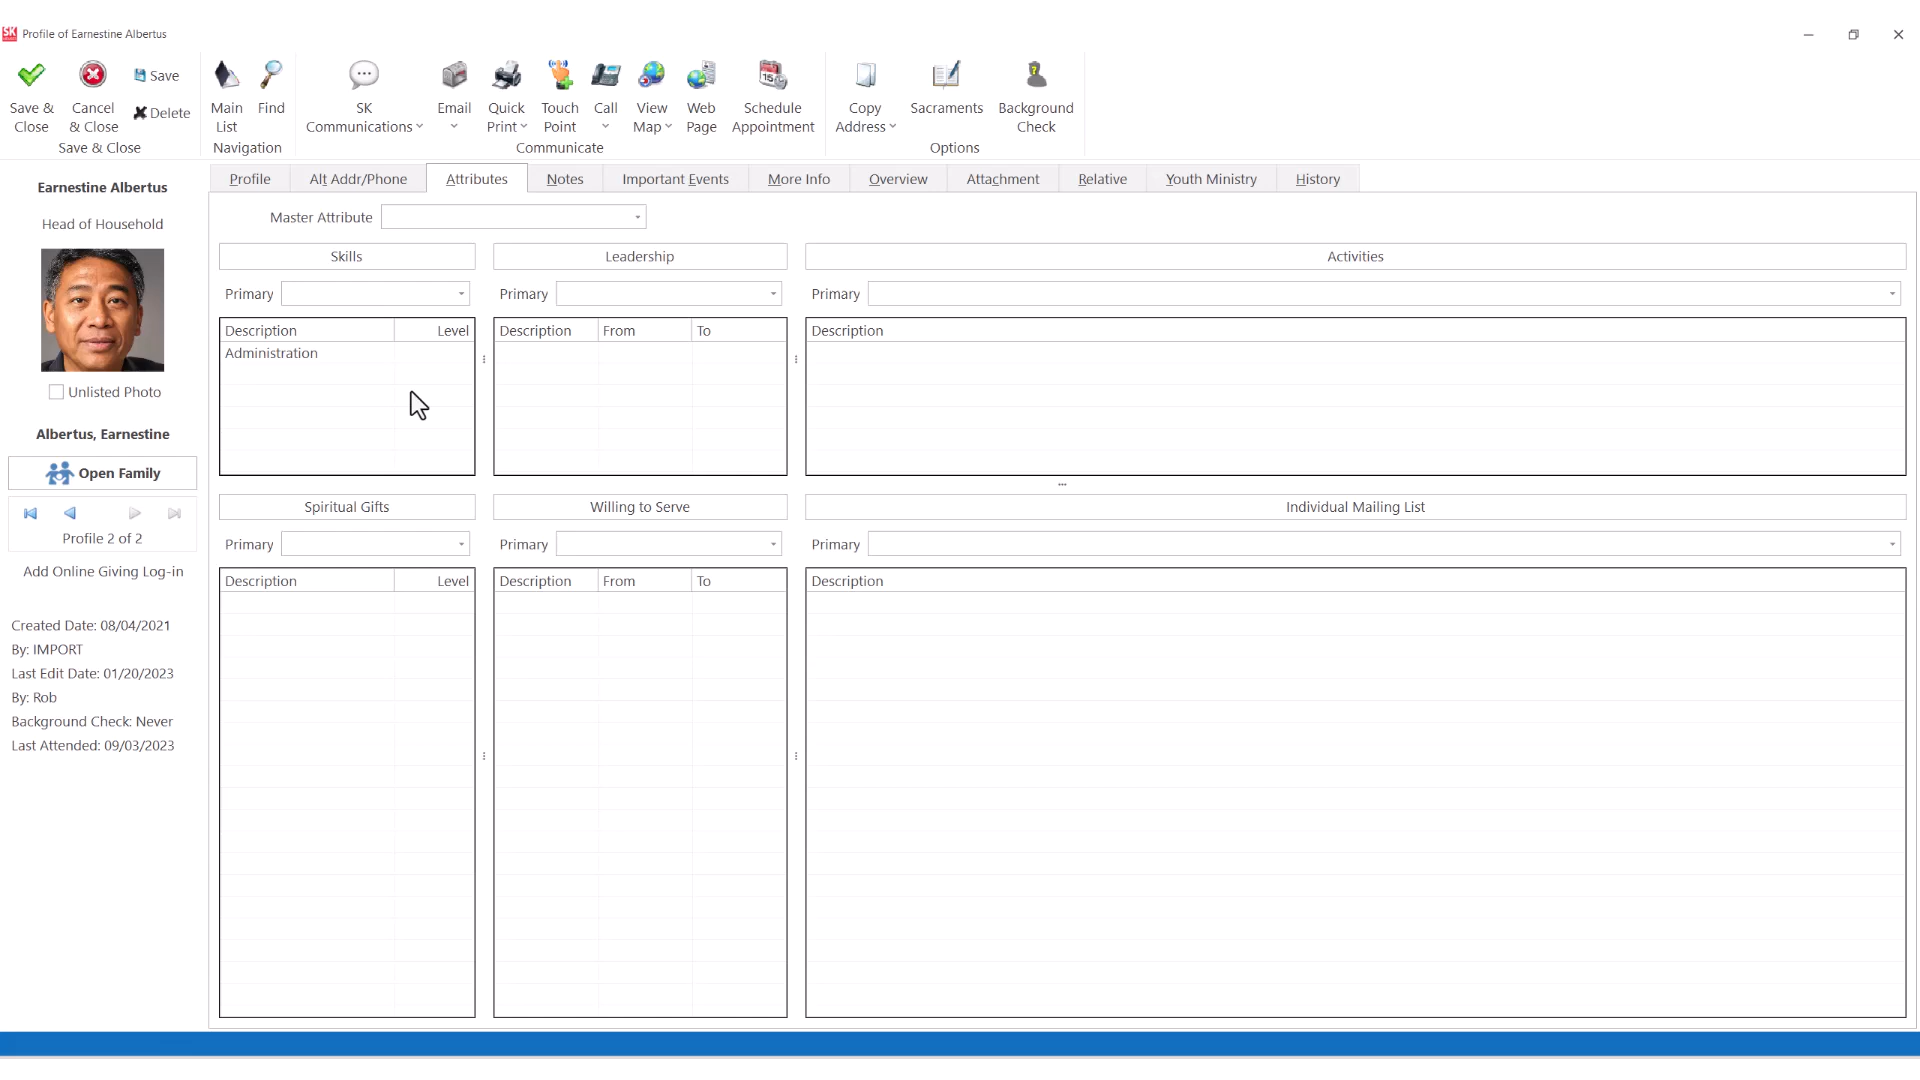 SK Profile of Earnestine Albertus
Save & Close
Cancel & Close
Save
Delete
Save & Close
Main List
Find
Navigation
SK Communications
Email
Quick Print
Touch Point
Call
View Map
Web Page
Schedule Appointment
Communicate
Copy Address
Sacraments
Background Check
Options
Profile
Alt Addr/Phone
Attributes
Notes
Important Events
More Info
Overview
Attachment
Relative
Youth Ministry
History
Earnestine Albertus
Head of Household
Unlisted Photo
Albertus, Earnestine
Open Family
Profile 2 of 2
Add Online Giving Log-in
Created Date: 08/04/2021
By: IMPORT
Last Edit Date: 01/20/2023
By: Rob
Background Check: Never
Last Attended: 09/03/2023
Master Attribute
Skills
Primary
Description Level
Administration
Leadership
Primary
Description From To
Activities
Primary
Description
Spiritual Gifts
Primary
Description Level
Willing to Serve
Primary
Description From To
Individual Mailing List
Primary
Description